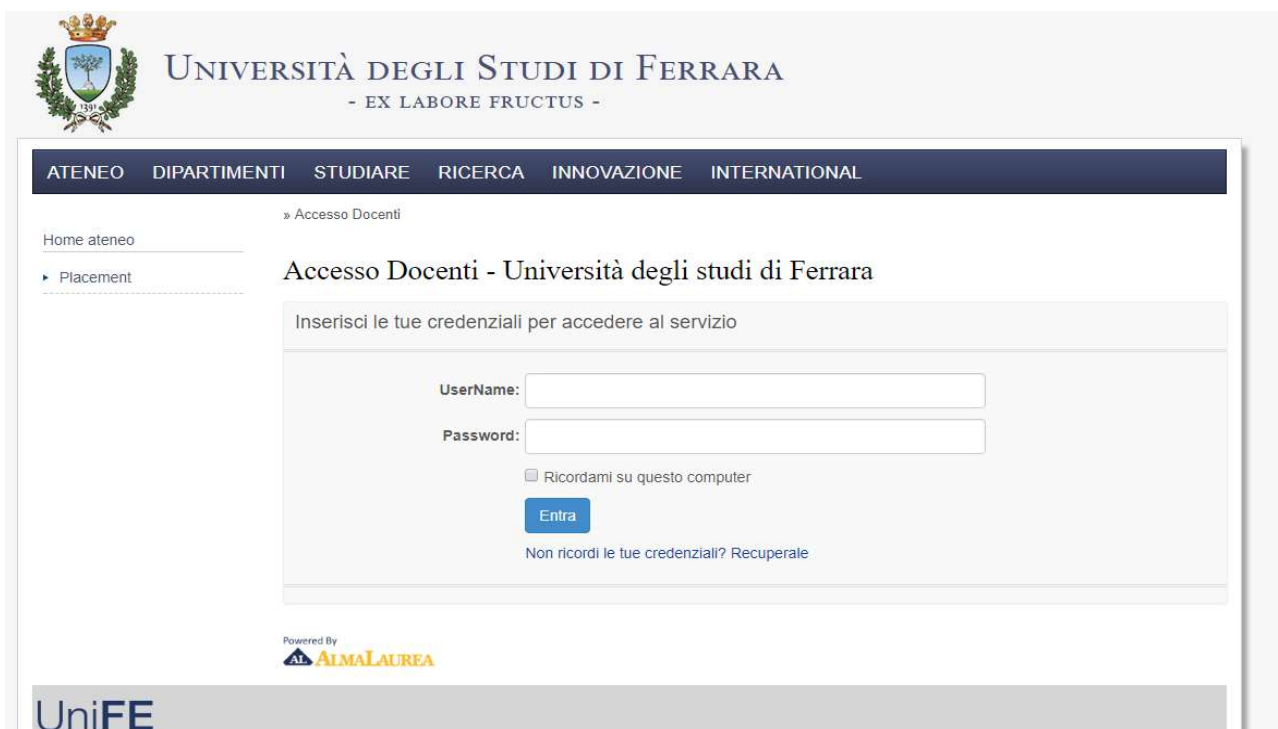 1391
UNIVERSITÀ DEGLI STUDI DI FERRARA
- EX LABORE FRUCTUS -
ATENEO DIPARTIMENTI STUDIARE RICERCA INNOVAZIONE INTERNATIONAL
» Accesso Docenti
Home ateneo
Placement
Accesso Docenti - Università degli studi di Ferrara
Inserisci le tue credenziali per accedere al servizio
UserName:
Password:
Ricordami su questo computer
Entra
Non ricordi le tue credenziali? Recuperale
Powered By
AL ALMALAUREA
UniFE